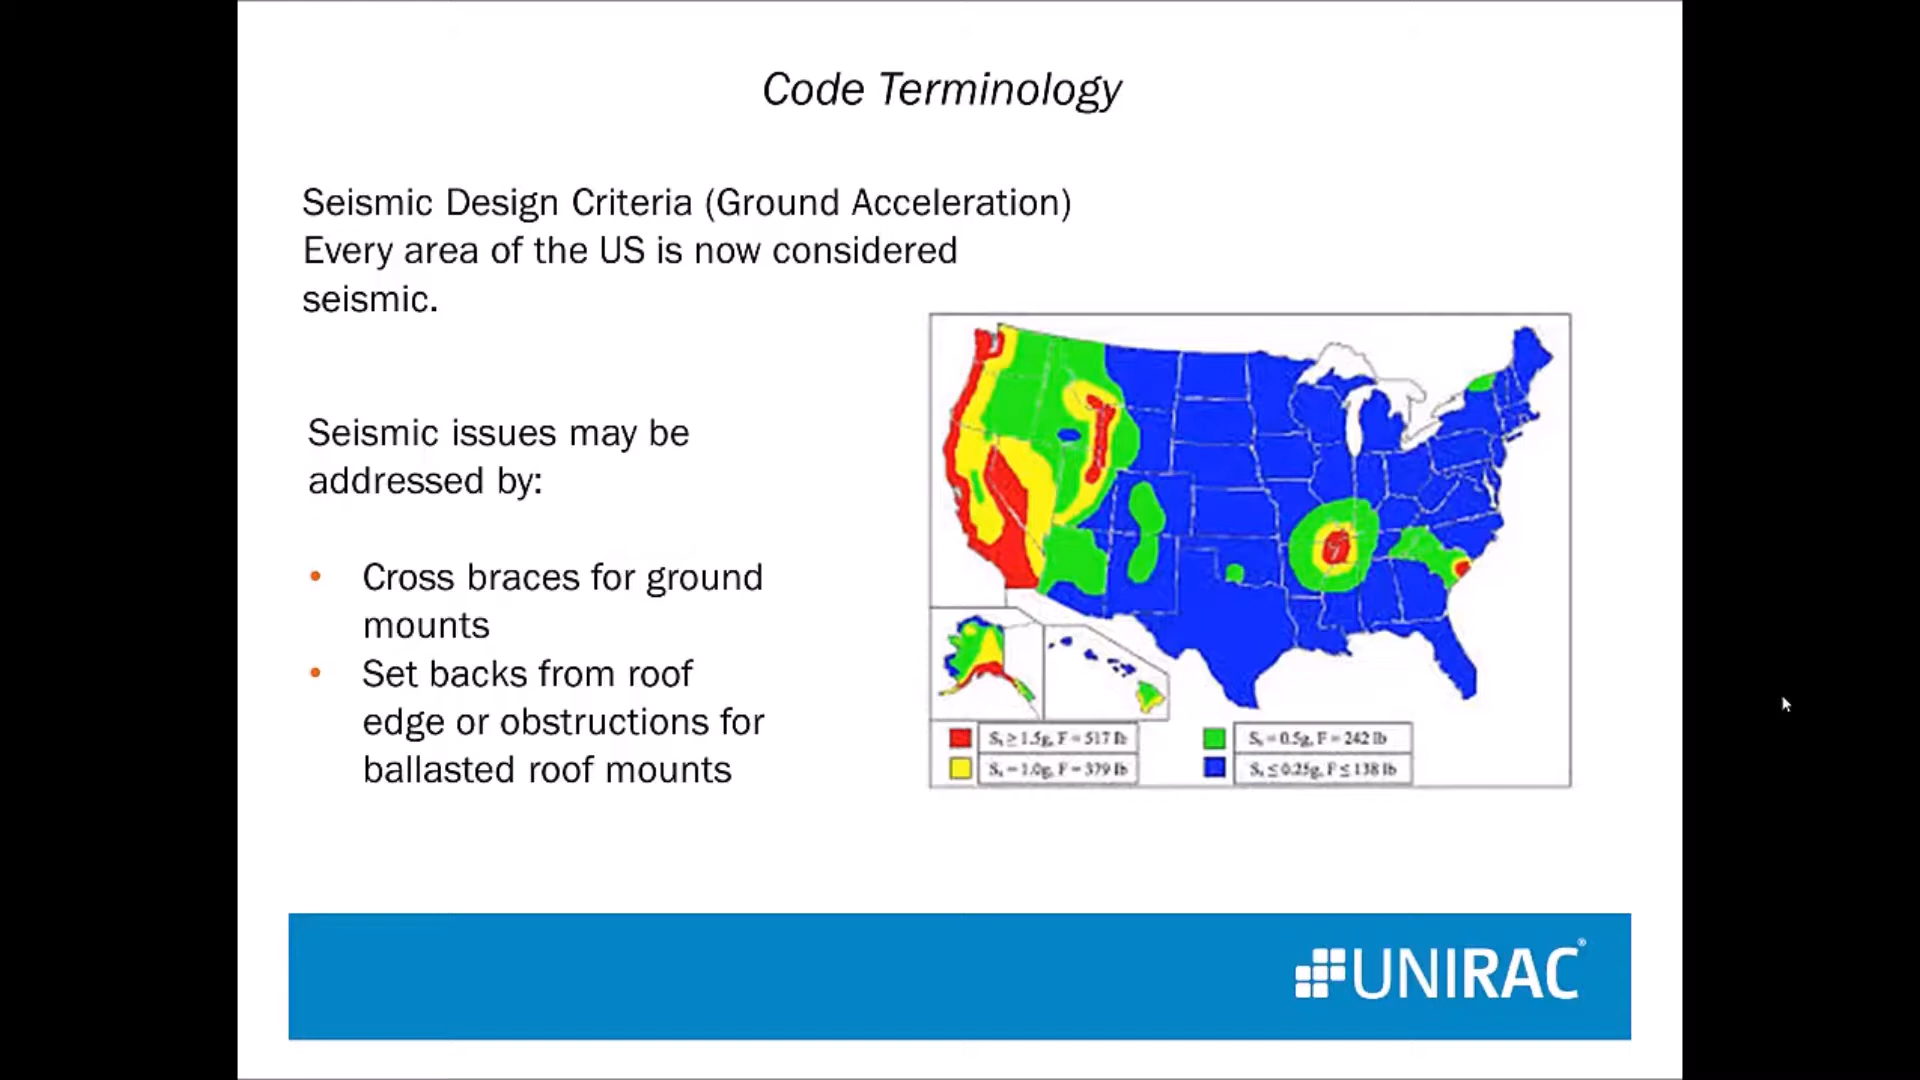 Code Terminology
Seismic Design Criteria (Ground Acceleration)
Every area of the US is now considered
seismic.
Seismic issues may be
addressed by:
• Cross braces for ground
mounts
• Set backs from roof
edge or obstructions for
ballasted roof mounts
Sₛ ≥ 1.5g, F = 517 lb
Sₛ = 0.5g, F = 242 lb
Sₛ = 1.0g, F = 379 lb
Sₛ ≤ 0.25g, F ≤ 138 lb
UNIRAC®